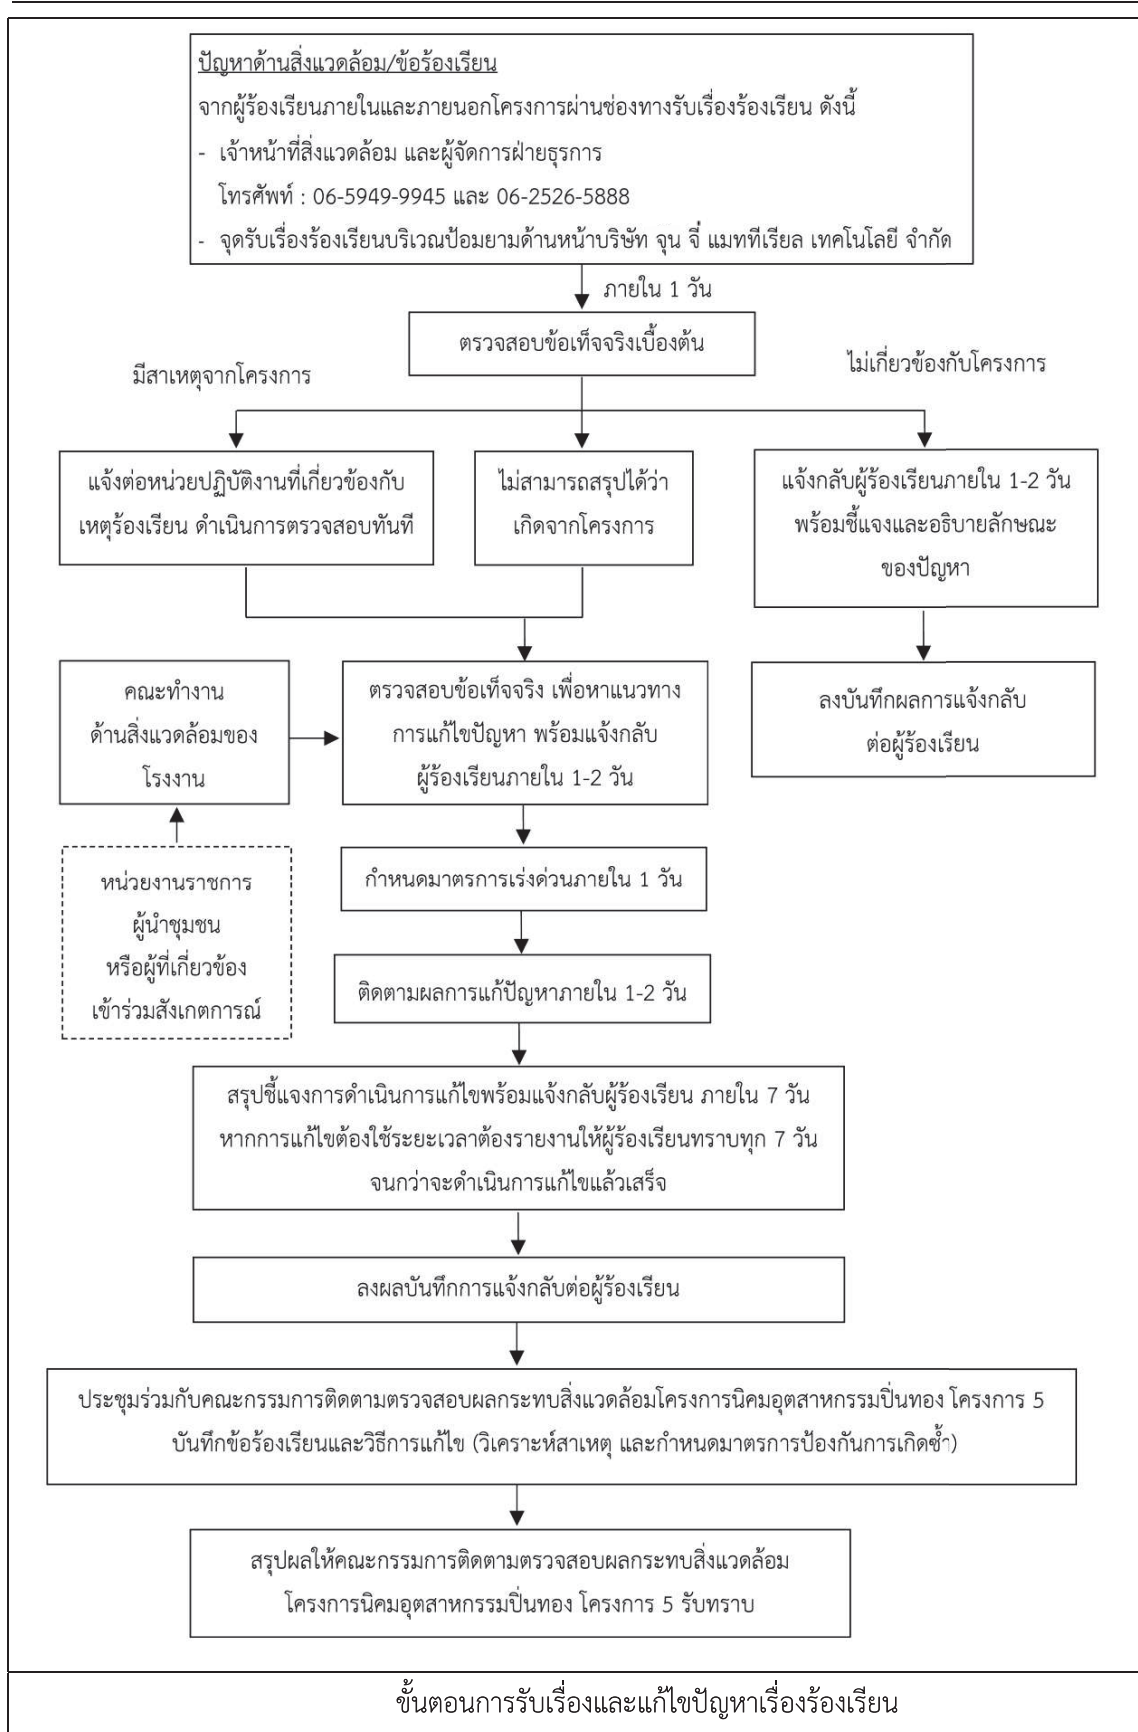 ปัญหาด้านสิ่งแวดล้อม/ข้อร้องเรียน
จากผู้ร้องเรียนภายในและภายนอกโครงการผ่านช่องทางรับเรื่องร้องเรียน ดังนี้
- เจ้าหน้าที่สิ่งแวดล้อม และผู้จัดการฝ่ายธุรการ
โทรศัพท์ : 06-5949-9945 และ 06-2526-5888
- จุดรับเรื่องร้องเรียนบริเวณป้อมยามด้านหน้าบริษัท จุน จี่ แมททีเรียล เทคโนโลยี จำกัด
ภายใน 1 วัน
ตรวจสอบข้อเท็จจริงเบื้องต้น
มีสาเหตุจากโครงการ
ไม่เกี่ยวข้องกับโครงการ
แจ้งต่อหน่วยปฏิบัติงานที่เกี่ยวข้องกับ
เหตุร้องเรียน ดำเนินการตรวจสอบทันที
ไม่สามารถสรุปได้ว่า
เกิดจากโครงการ
แจ้งกลับผู้ร้องเรียนภายใน 1-2 วัน
พร้อมชี้แจงและอธิบายลักษณะ
ของปัญหา
คณะทำงาน
ด้านสิ่งแวดล้อมของ
โรงงาน
ตรวจสอบข้อเท็จจริง เพื่อหาแนวทาง
การแก้ไขปัญหา พร้อมแจ้งกลับ
ผู้ร้องเรียนภายใน 1-2 วัน
ลงบันทึกผลการแจ้งกลับ
ต่อผู้ร้องเรียน
หน่วยงานราชการ
ผู้นำชุมชน
หรือผู้ที่เกี่ยวข้อง
เข้าร่วมสังเกตการณ์
กำหนดมาตรการเร่งด่วนภายใน 1 วัน
ติดตามผลการแก้ปัญหาภายใน 1-2 วัน
สรุปชี้แจงการดำเนินการแก้ไขพร้อมแจ้งกลับผู้ร้องเรียน ภายใน 7 วัน
หากการแก้ไขต้องใช้ระยะเวลาต้องรายงานให้ผู้ร้องเรียนทราบทุก 7 วัน
จนกว่าจะดำเนินการแก้ไขแล้วเสร็จ
ลงผลบันทึกการแจ้งกลับต่อผู้ร้องเรียน
ประชุมร่วมกับคณะกรรมการติดตามตรวจสอบผลกระทบสิ่งแวดล้อมโครงการนิคมอุตสาหกรรมปิ่นทอง โครงการ 5
บันทึกข้อร้องเรียนและวิธีการแก้ไข (วิเคราะห์สาเหตุ และกำหนดมาตรการป้องกันการเกิดซ้ำ)
สรุปผลให้คณะกรรมการติดตามตรวจสอบผลกระทบสิ่งแวดล้อม
โครงการนิคมอุตสาหกรรมปิ่นทอง โครงการ 5 รับทราบ
ขั้นตอนการรับเรื่องและแก้ไขปัญหาเรื่องร้องเรียน